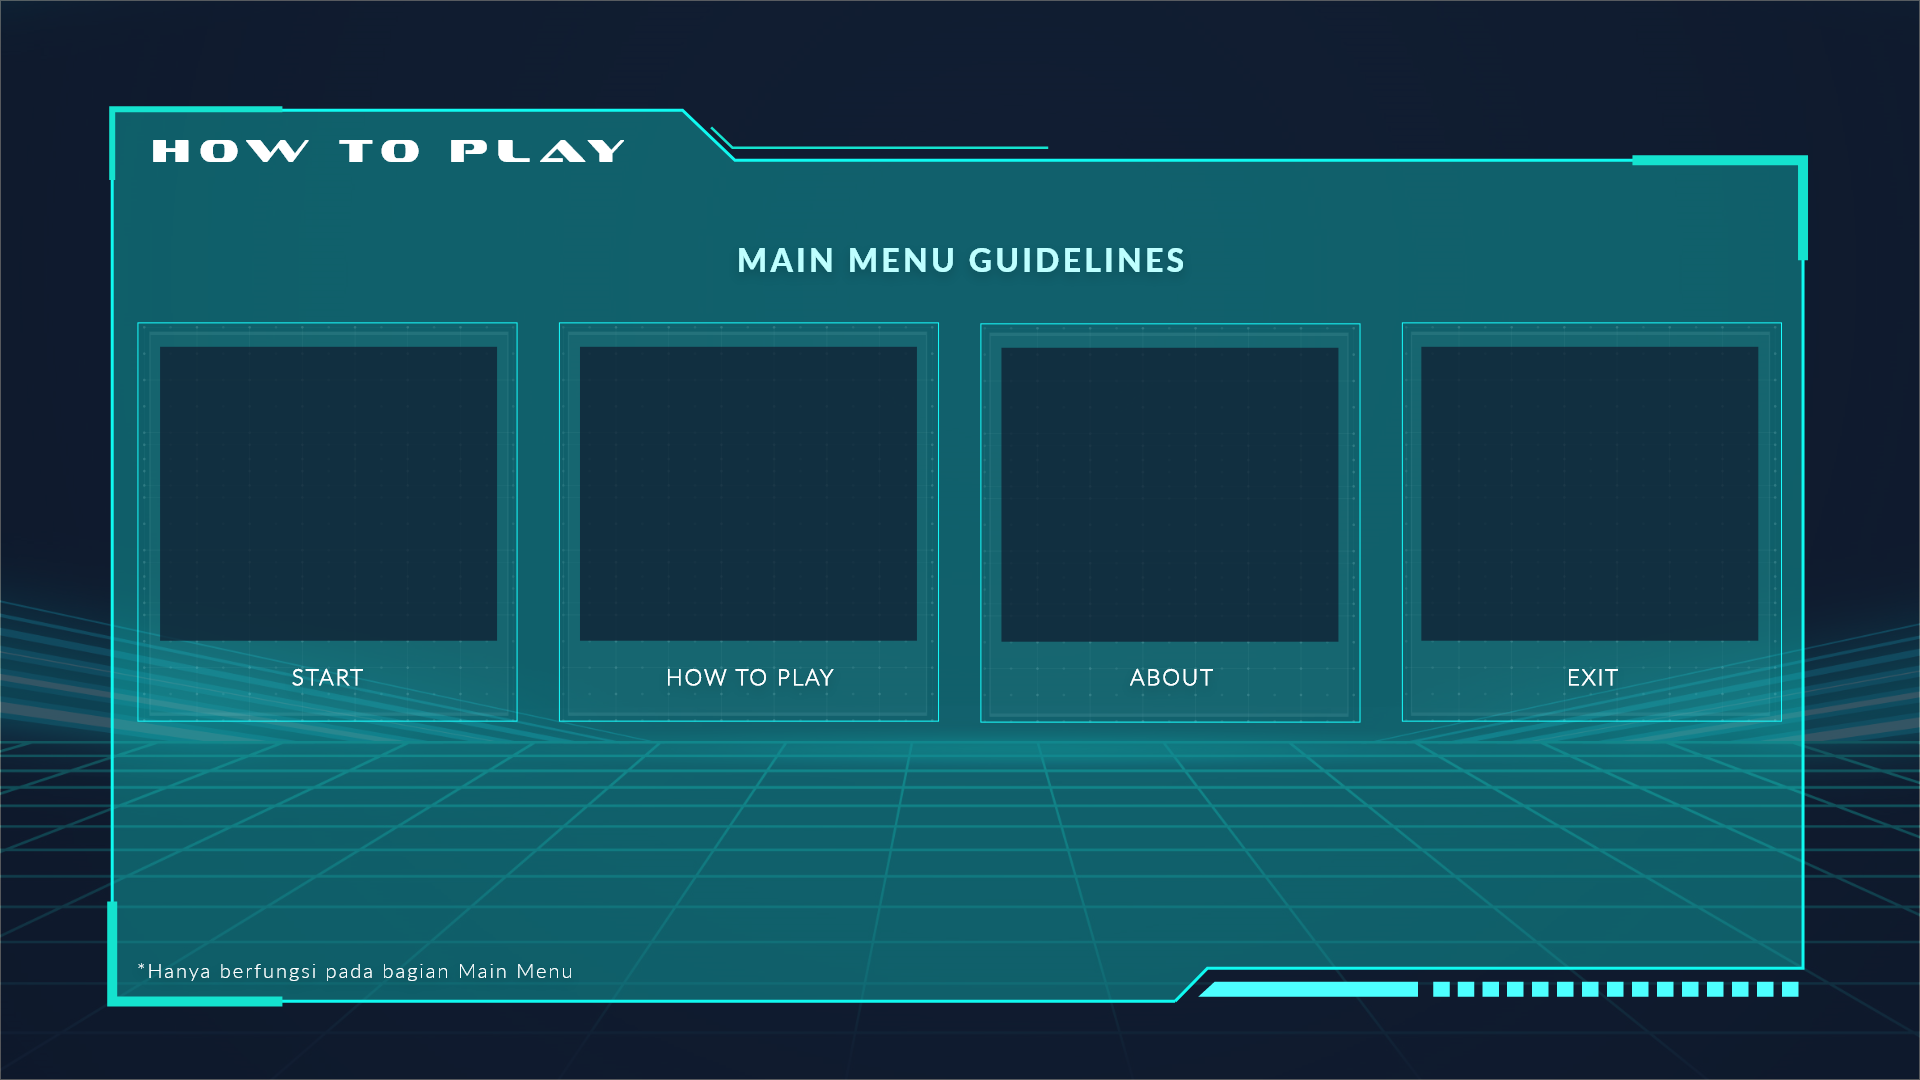 HOW TO PLAY
MAIN MENU GUIDELINES
START
HOW TO PLAY
ABOUT
EXIT
*Hanya berfungsi pada bagian Main Menu